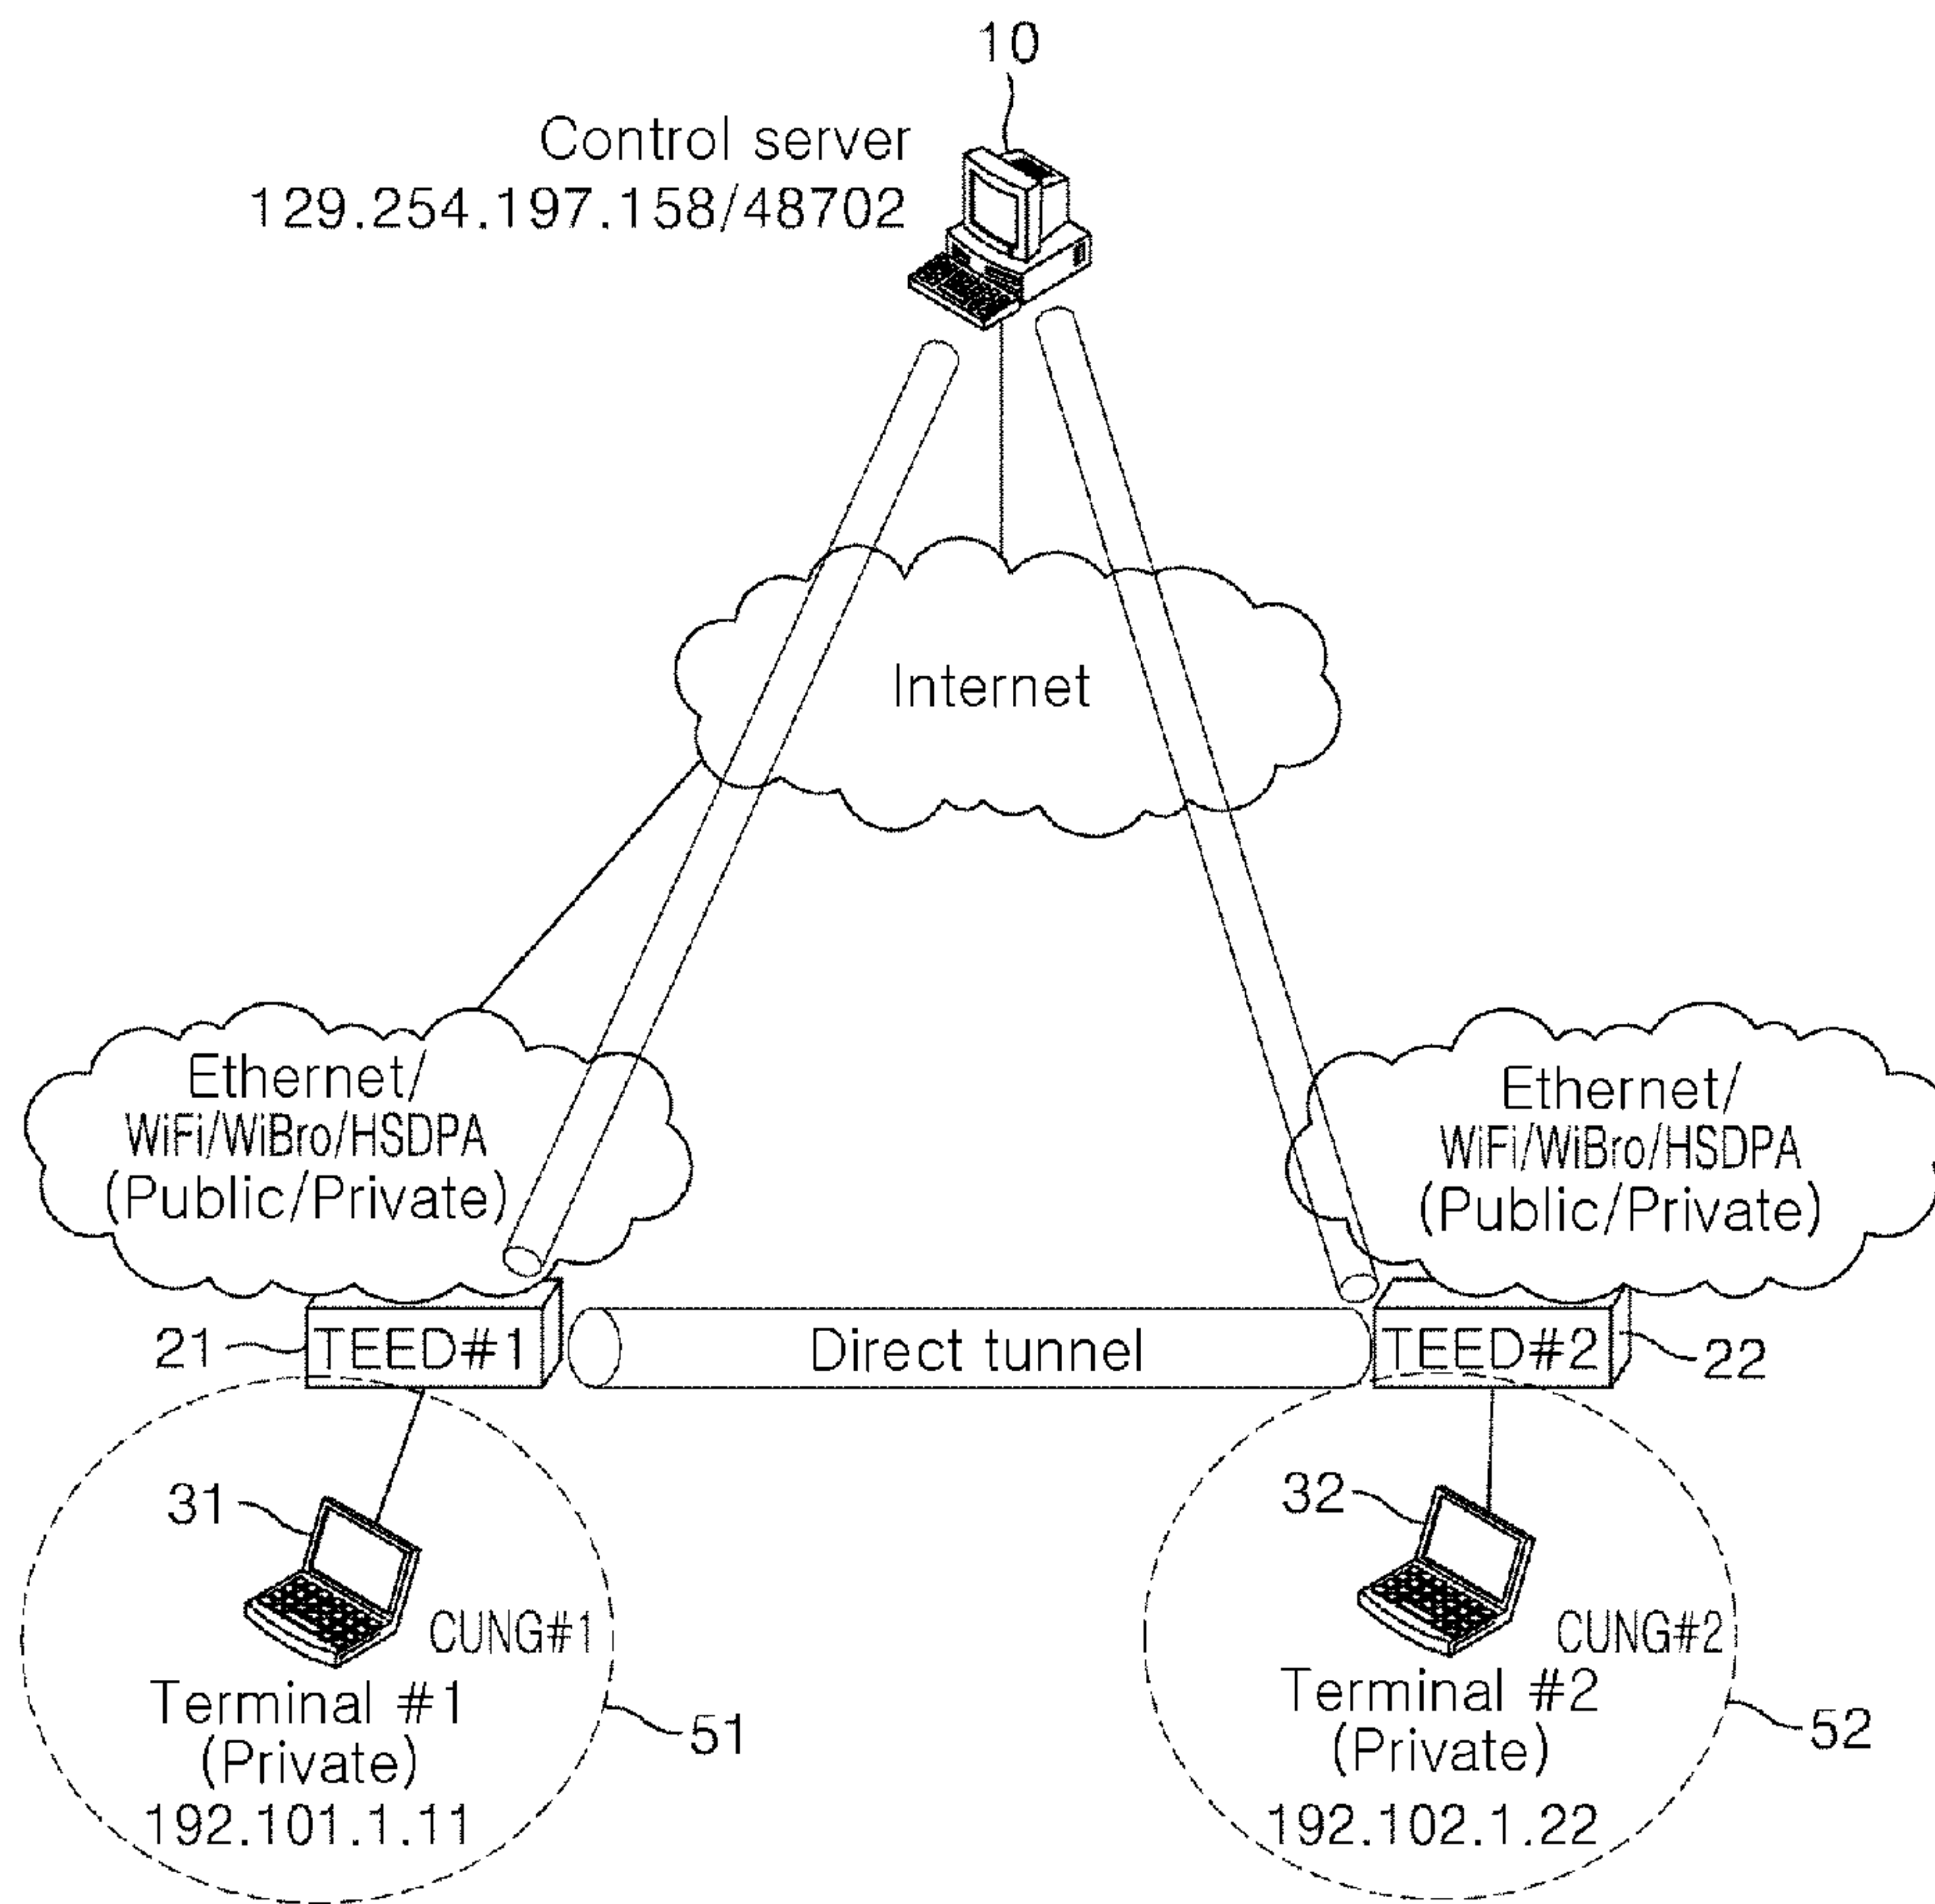 10
Control server
129.254.197.158/48702
Internet
Ethernet/
WiFi/WiBro/HSDPA
(Public/Private)
Ethernet/
WiFi/WiBro/HSDPA
(Public/Private)
21
TEED#1
Direct tunnel
TEED#2
22
31
CUNG#1
Terminal #1
(Private)
192.101.1.11
51
32
CUNG#2
Terminal #2
(Private)
192.102.1.22
52